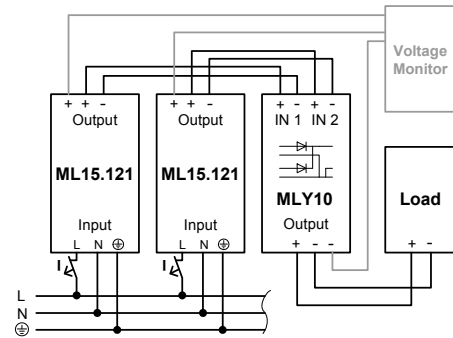 Voltage
Monitor
+ + -
Output
ML15.121
Input
L N ⏚
I
+ + -
Output
ML15.121
Input
L N ⏚
I
+ - + -
IN 1 IN 2
MLY10
Output
+ - -
Load
+ -
L
N
⏚